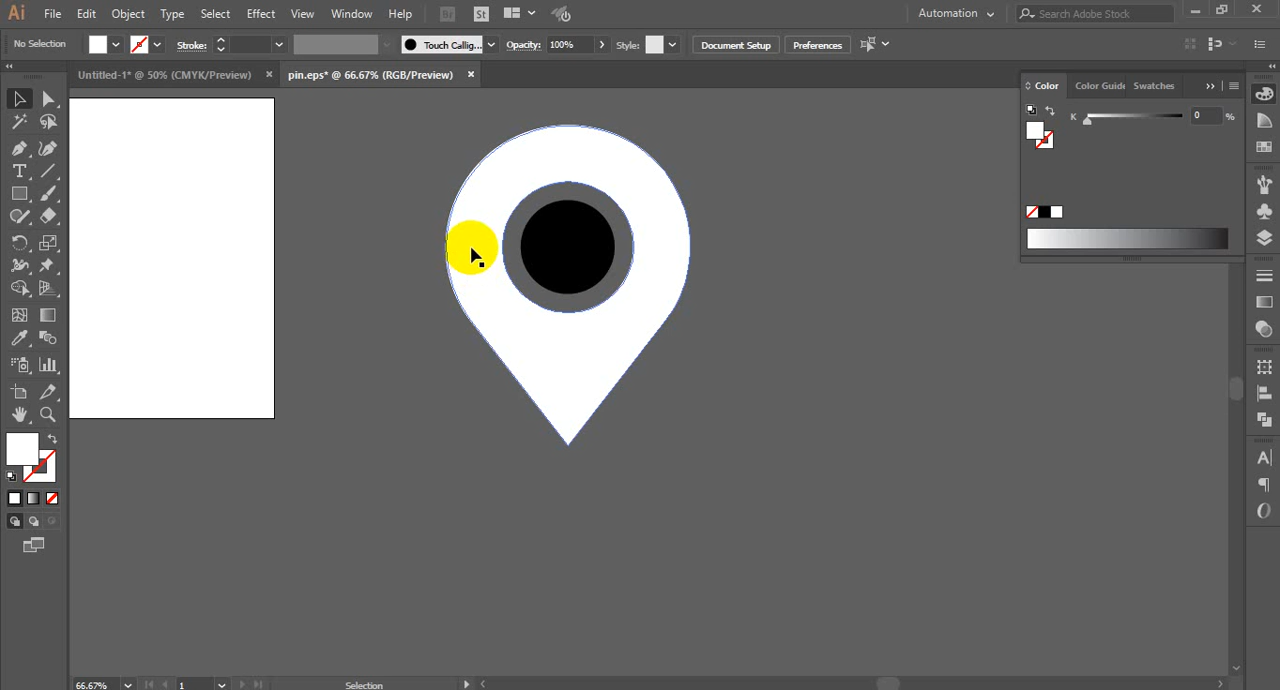 Ai File Edit Object Type Select Effect View Window Help Br St Automation Search Adobe Stock
No Selection Stroke: Touch Callig... Opacity: 100% Style: Document Setup Preferences
Untitled-1* @ 50% (CMYK/Preview) × pin.eps* @ 66.67% (RGB/Preview) ×
Color Color Guide Swatches
K 0 %
66.67% 1 Selection